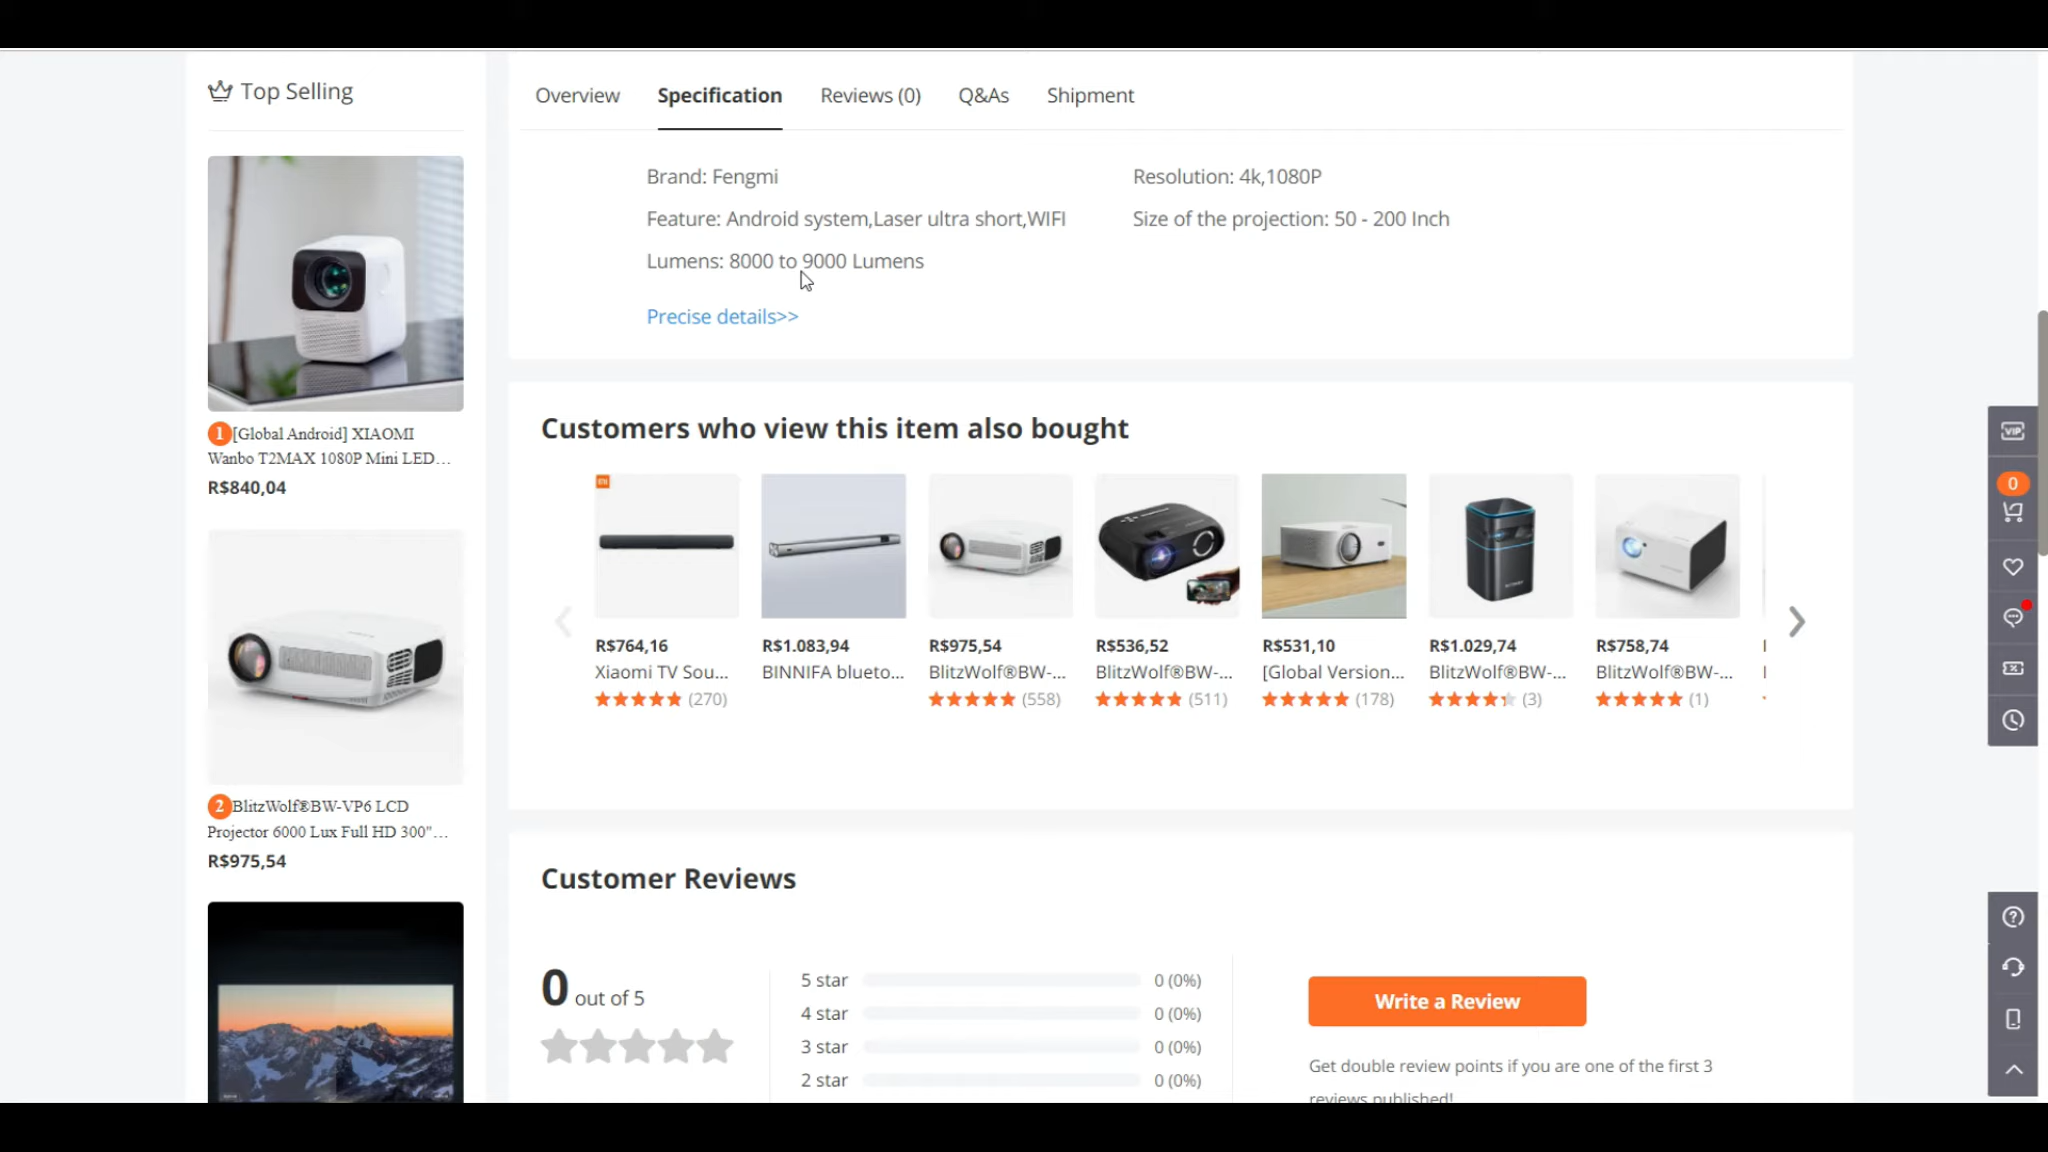 Top Selling
1 [Global Android] XIAOMI
Wanbo T2MAX 1080P Mini LED...
R$840,04
2 BlitzWolf®BW-VP6 LCD
Projector 6000 Lux Full HD 300"...
R$975,54
Overview Specification Reviews (0) Q&As Shipment
Brand: Fengmi
Resolution: 4k,1080P
Feature: Android system,Laser ultra short,WIFI
Size of the projection: 50 - 200 Inch
Lumens: 8000 to 9000 Lumens
Precise details>>
Customers who view this item also bought
R$764,16
Xiaomi TV Sou...
(270)
R$1.083,94
BINNIFA blueto...
R$975,54
BlitzWolf®BW-...
(558)
R$536,52
BlitzWolf®BW-...
(511)
R$531,10
[Global Version...
(178)
R$1.029,74
BlitzWolf®BW-...
(3)
R$758,74
BlitzWolf®BW-...
(1)
Customer Reviews
0 out of 5
5 star 0 (0%)
4 star 0 (0%)
3 star 0 (0%)
2 star 0 (0%)
Write a Review
Get double review points if you are one of the first 3
reviews published!
VIP
0